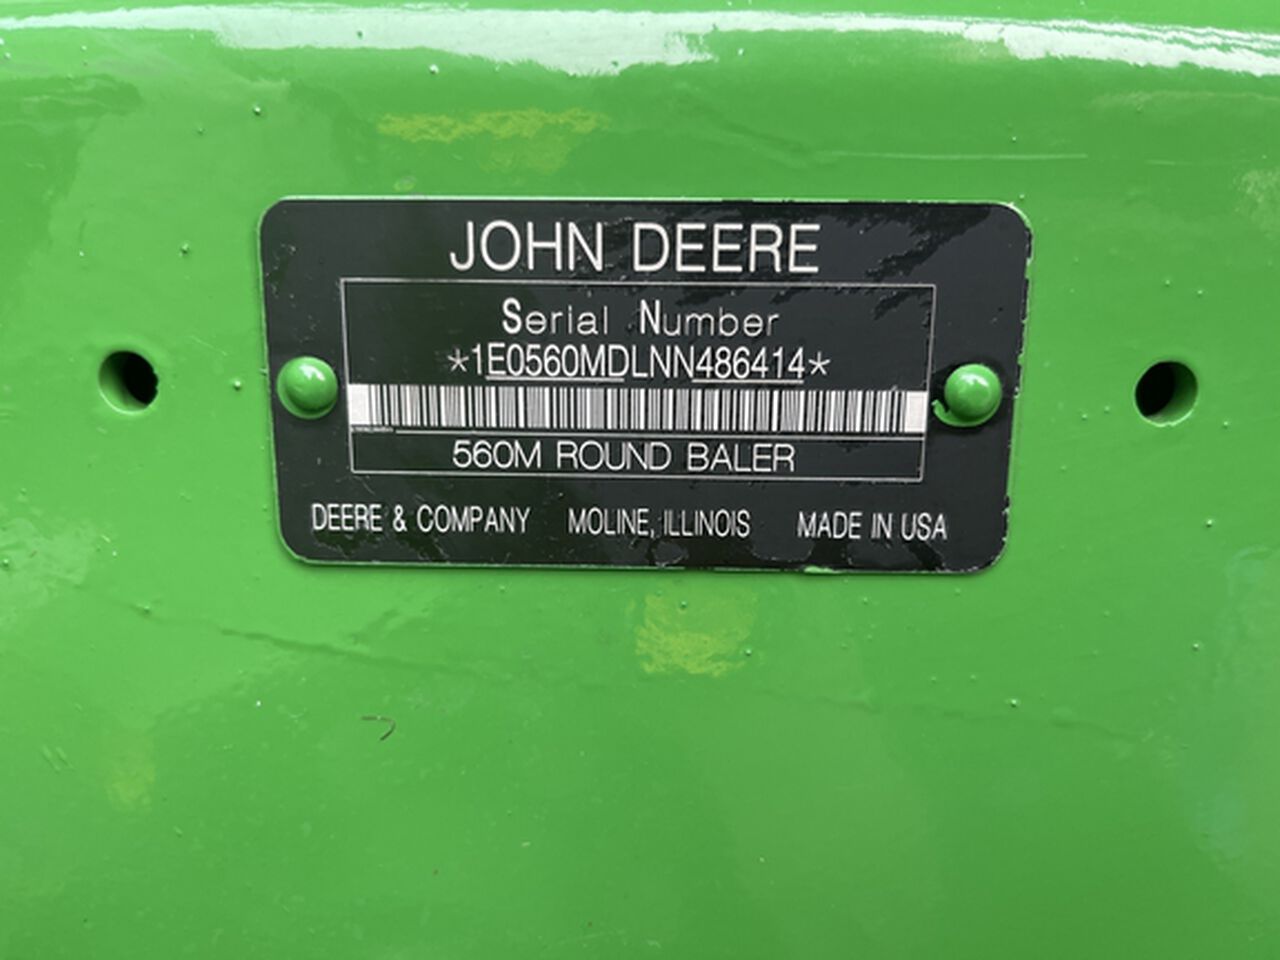 JOHN DEERE
Serial Number
*1E0560MDLNN486414*
560M ROUND BALER
DEERE & COMPANY MOLINE, ILLINOIS MADE IN USA